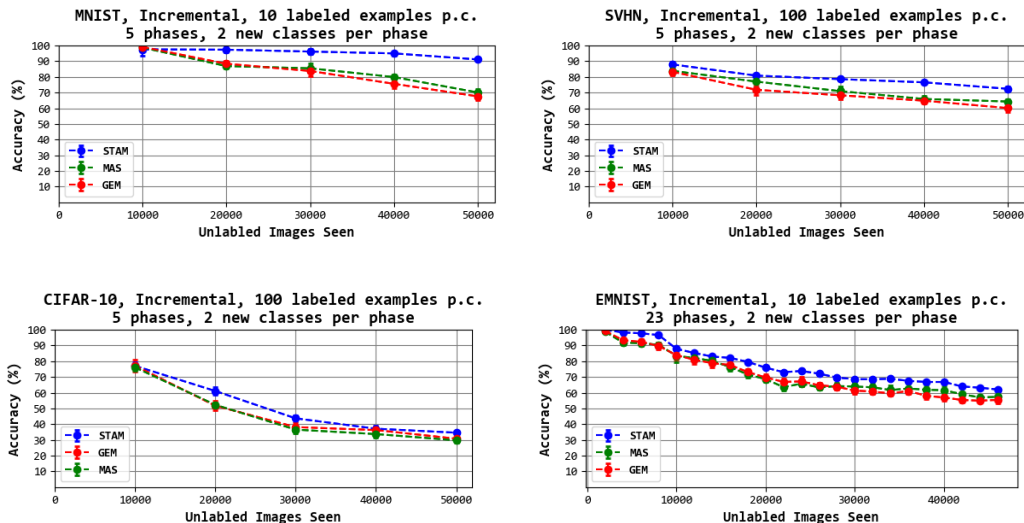 MNIST, Incremental, 10 labeled examples p.c.
5 phases, 2 new classes per phase
100
90
80
70
60
50
40
30
20
10
Accuracy (%)
STAM
MAS
GEM
0
10000
20000
30000
40000
50000
Unlabled Images Seen
SVHN, Incremental, 100 labeled examples p.c.
5 phases, 2 new classes per phase
100
90
80
70
60
50
40
30
20
10
Accuracy (%)
STAM
MAS
GEM
0
10000
20000
30000
40000
50000
Unlabled Images Seen
CIFAR-10, Incremental, 100 labeled examples p.c.
5 phases, 2 new classes per phase
100
90
80
70
60
50
40
30
20
10
Accuracy (%)
STAM
GEM
MAS
0
10000
20000
30000
40000
50000
Unlabled Images Seen
EMNIST, Incremental, 10 labeled examples p.c.
23 phases, 2 new classes per phase
100
90
80
70
60
50
40
30
20
10
Accuracy (%)
STAM
MAS
GEM
0
10000
20000
30000
40000
Unlabled Images Seen